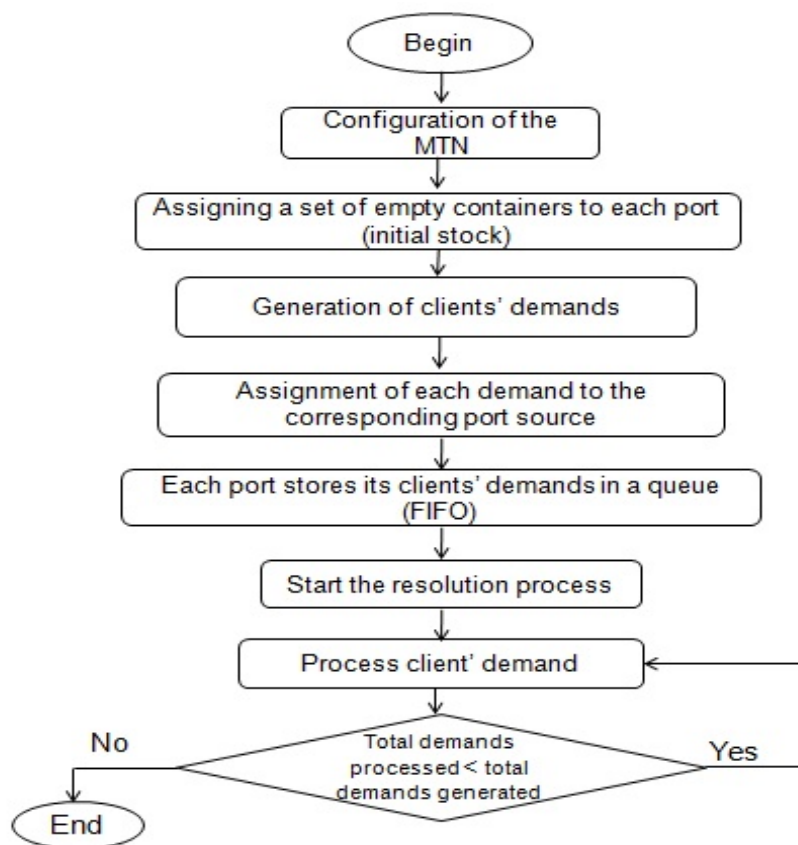 Begin
Configuration of the
MTN
Assigning a set of empty containers to each port
(initial stock)
Generation of clients’ demands
Assignment of each demand to the
corresponding port source
Each port stores its clients’ demands in a queue
(FIFO)
Start the resolution process
Process client’ demand
No
Total demands
processed < total
demands generated
Yes
End